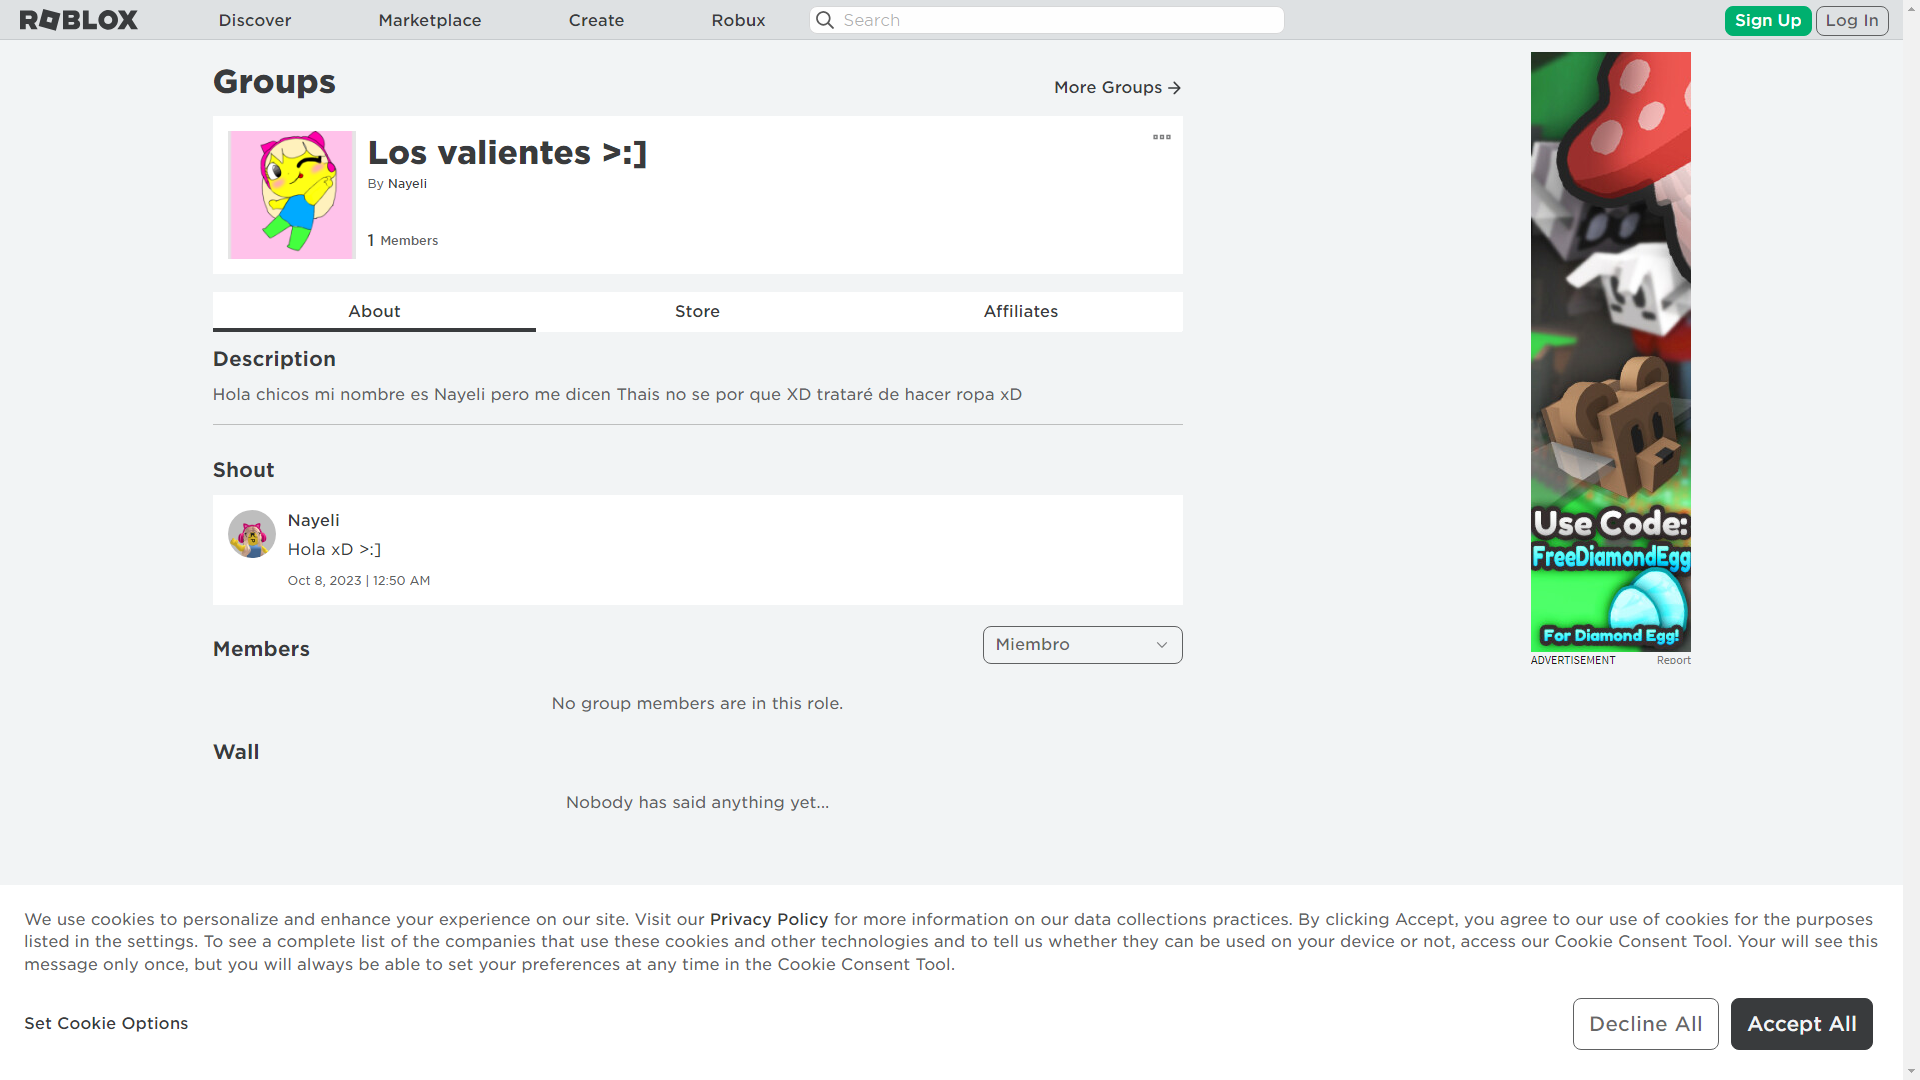 ROBLOX
Discover
Marketplace
Create
Robux
Search
Sign Up
Log In
Groups
More Groups
Los valientes >:]
By Nayeli
1 Members
About
Store
Affiliates
Description
Hola chicos mi nombre es Nayeli pero me dicen Thais no se por que XD trataré de hacer ropa xD
Shout
Nayeli
Hola xD >:]
Oct 8, 2023 | 12:50 AM
Members
Miembro
No group members are in this role.
Wall
Nobody has said anything yet...
Use Code:
FreeDiamondEgg
For Diamond Egg!
ADVERTISEMENT
Report
We use cookies to personalize and enhance your experience on our site. Visit our Privacy Policy for more information on our data collections practices. By clicking Accept, you agree to our use of cookies for the purposes
listed in the settings. To see a complete list of the companies that use these cookies and other technologies and to tell us whether they can be used on your device or not, access our Cookie Consent Tool. Your will see this
message only once, but you will always be able to set your preferences at any time in the Cookie Consent Tool.
Set Cookie Options
Decline All
Accept All